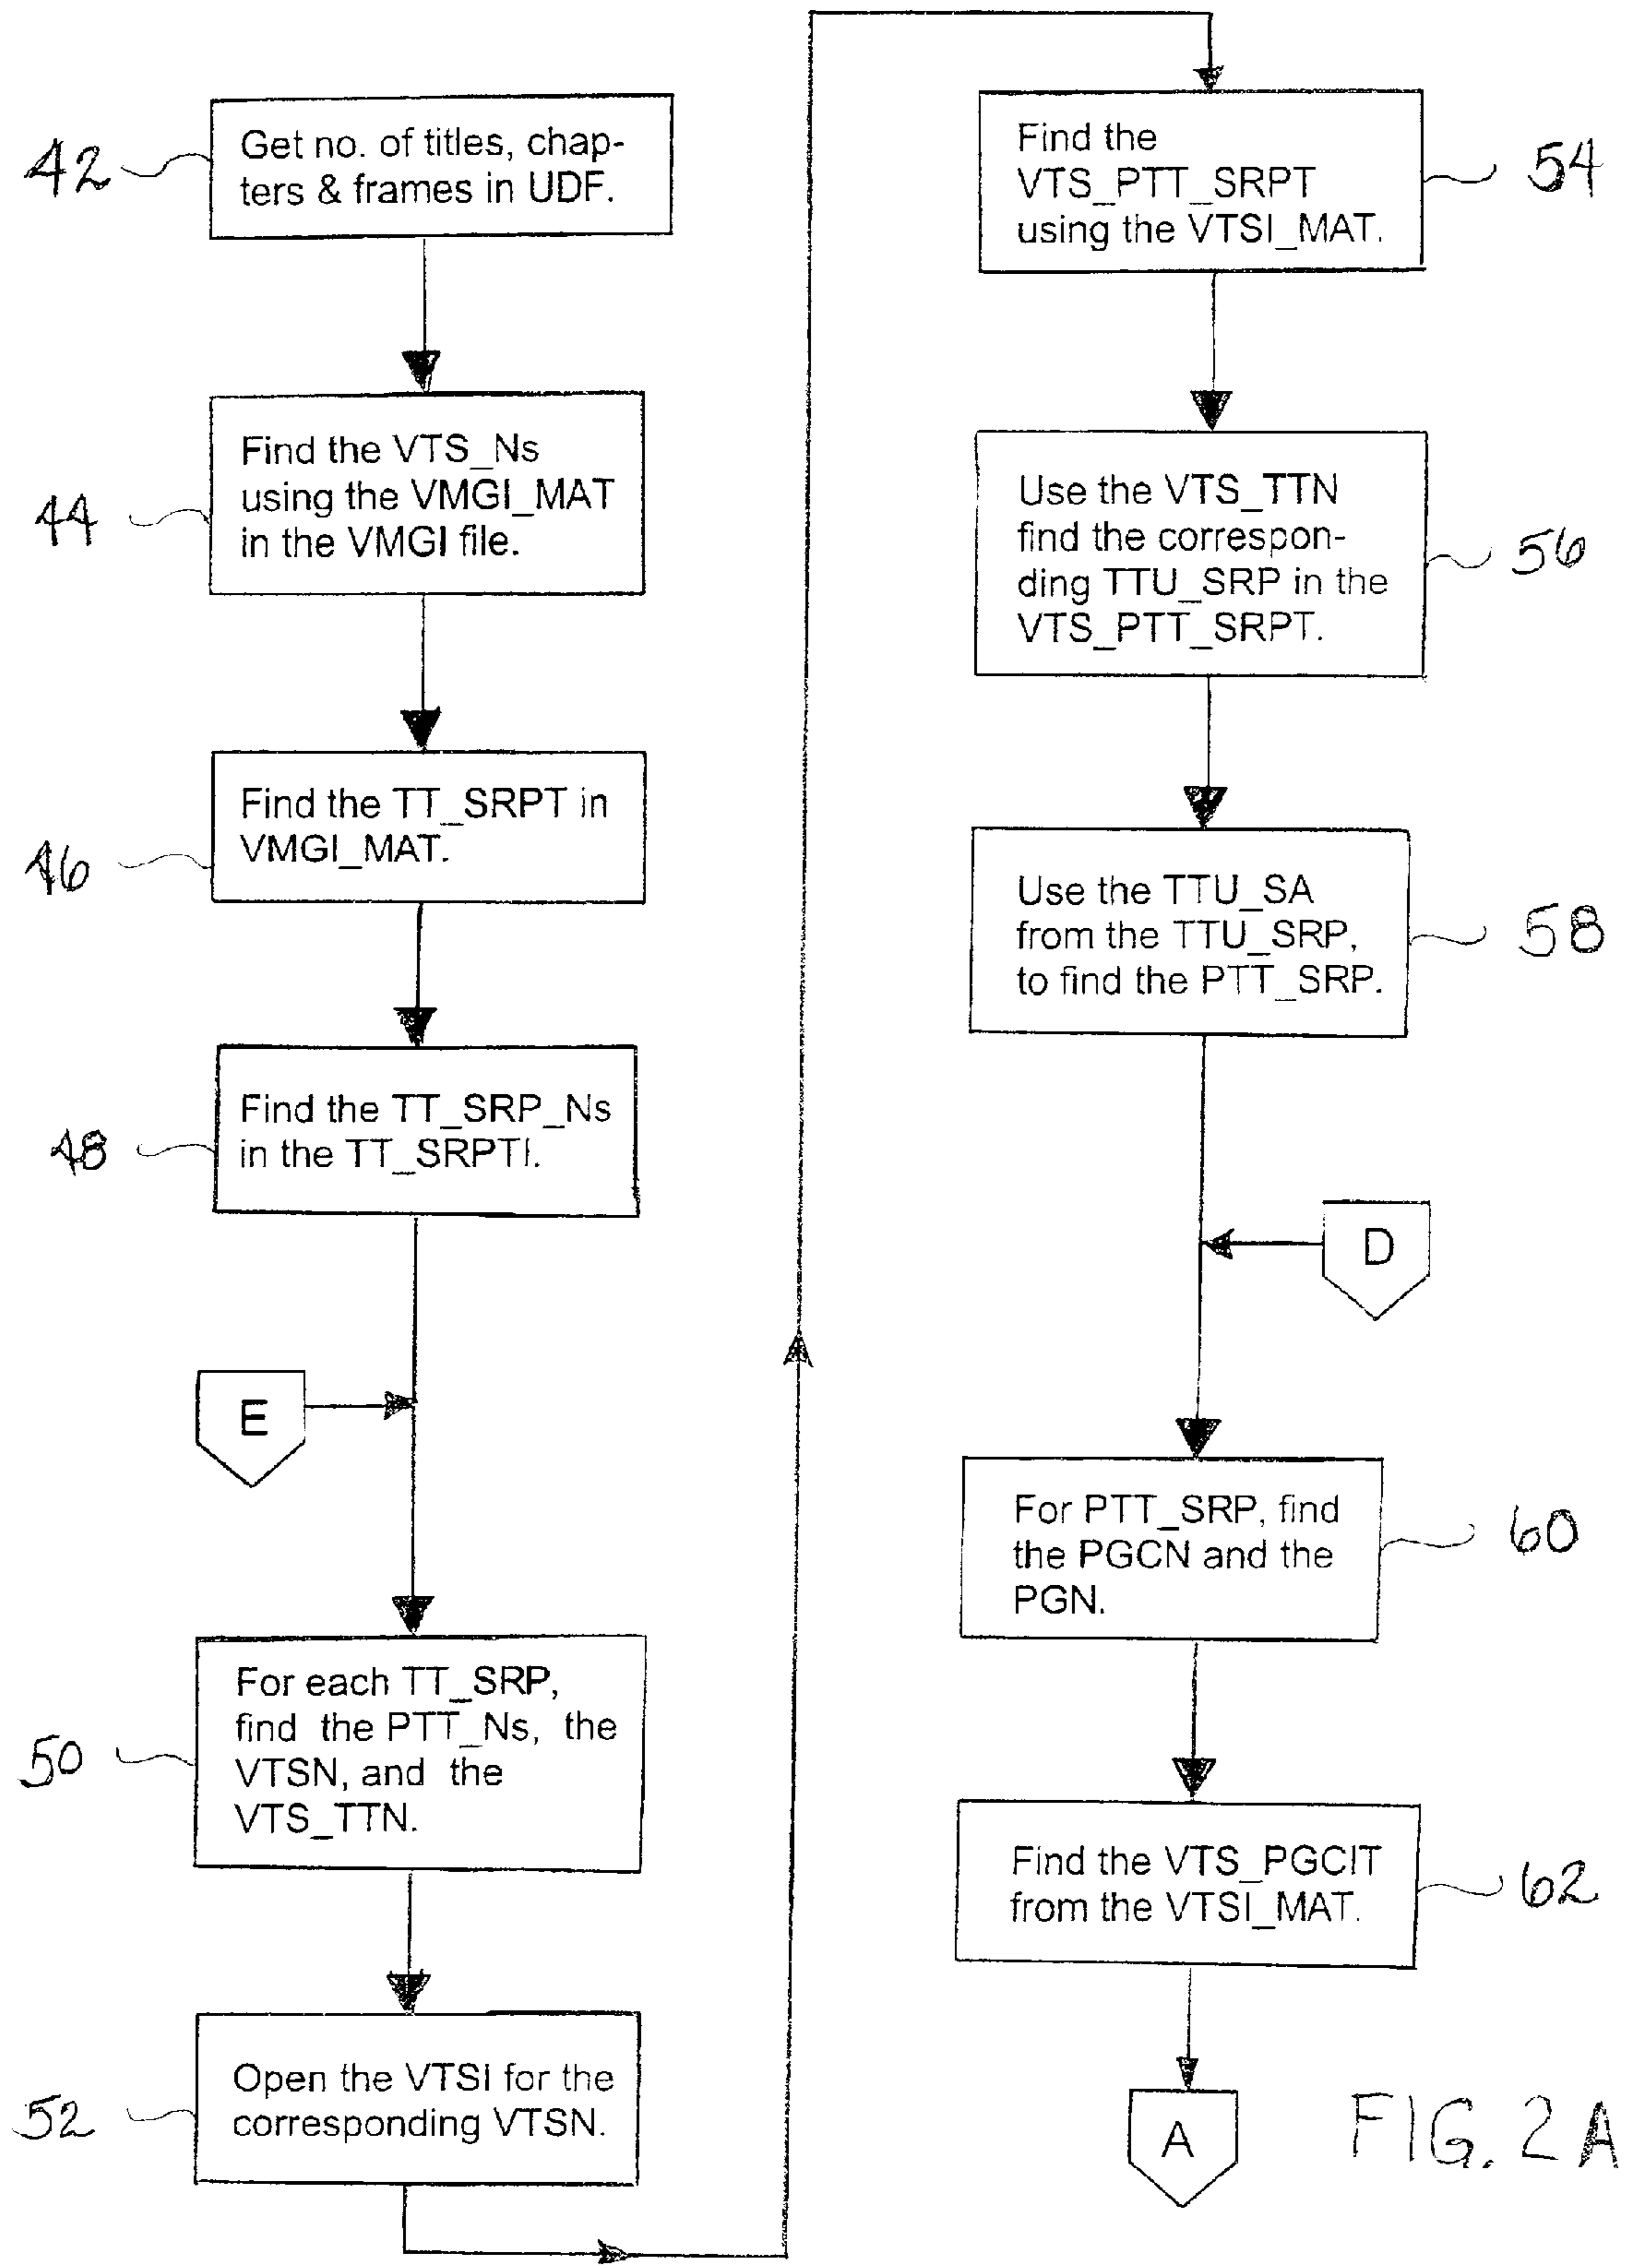 42
Get no. of titles, chap-
ters & frames in UDF.
44
Find the VTS_Ns
using the VMGI_MAT
in the VMGI file.
46
Find the TT_SRPT in
VMGI_MAT.
48
Find the TT_SRP_Ns
in the TT_SRPTI.
E
50
For each TT_SRP,
find the PTT_Ns, the
VTSN, and the
VTS_TTN.
52
Open the VTSI for the
corresponding VTSN.
54
Find the
VTS_PTT_SRPT
using the VTSI_MAT.
56
Use the VTS_TTN
find the correspon-
ding TTU_SRP in the
VTS_PTT_SRPT.
58
Use the TTU_SA
from the TTU_SRP,
to find the PTT_SRP.
D
60
For PTT_SRP, find
the PGCN and the
PGN.
62
Find the VTS_PGCIT
from the VTSI_MAT.
A
FIG. 2A